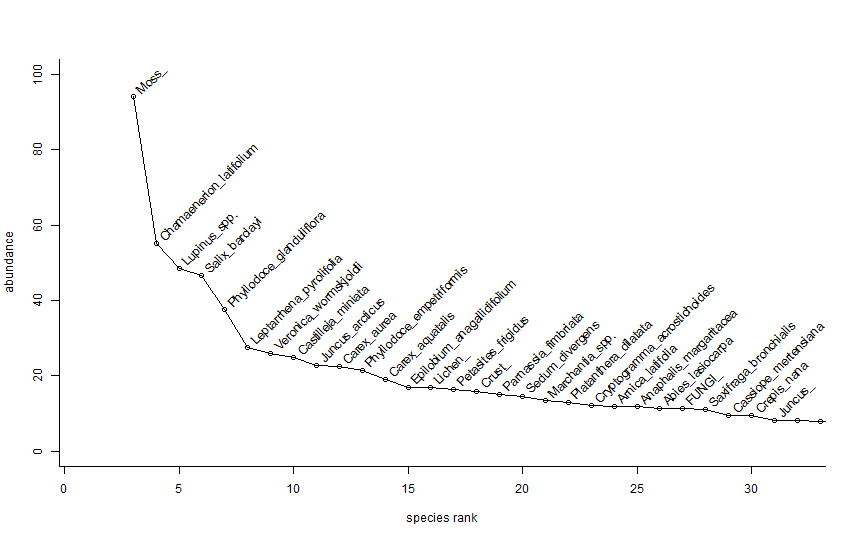 100
80
60
40
20
0
abundance
Moss_
Chamaenerion_latifolium
Lupinus_spp.
Salix_barclayi
Phyllodoce_glanduliflora
Leptarrhena_pyrolifolia
Veronica_wormskjoldii
Castilleja_miniata
Juncus_arcticus
Carex_aurea
Phyllodoce_empetriformis
Carex_aquatalis
Epilobium_anagallidifolium
Lichen_
Petasites_frigidus
Crust_
Parnassia_fimbriata
Sedum_divergens
Marchantia_spp.
Platanthera_dilatata
Cryptogramma_acrostichoides
Arnica_latifolia
Anaphalis_margaritacea
Abies_lasiocarpa
FUNGI_
Saxifraga_bronchialis
Cassiope_mertensiana
Crepis_nana
Juncus_
0 5 10 15 20 25 30
species rank